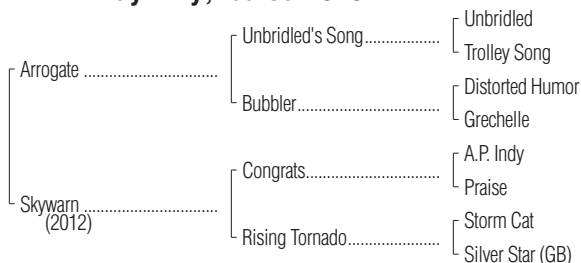 Unbridled
Unbridled's Song
Trolley Song
Arrogate
Distorted Humor
Bubbler
Grechelle
A.P. Indy
Congrats
Praise
Skywarn
(2012)
Storm Cat
Rising Tornado
Silver Star (GB)